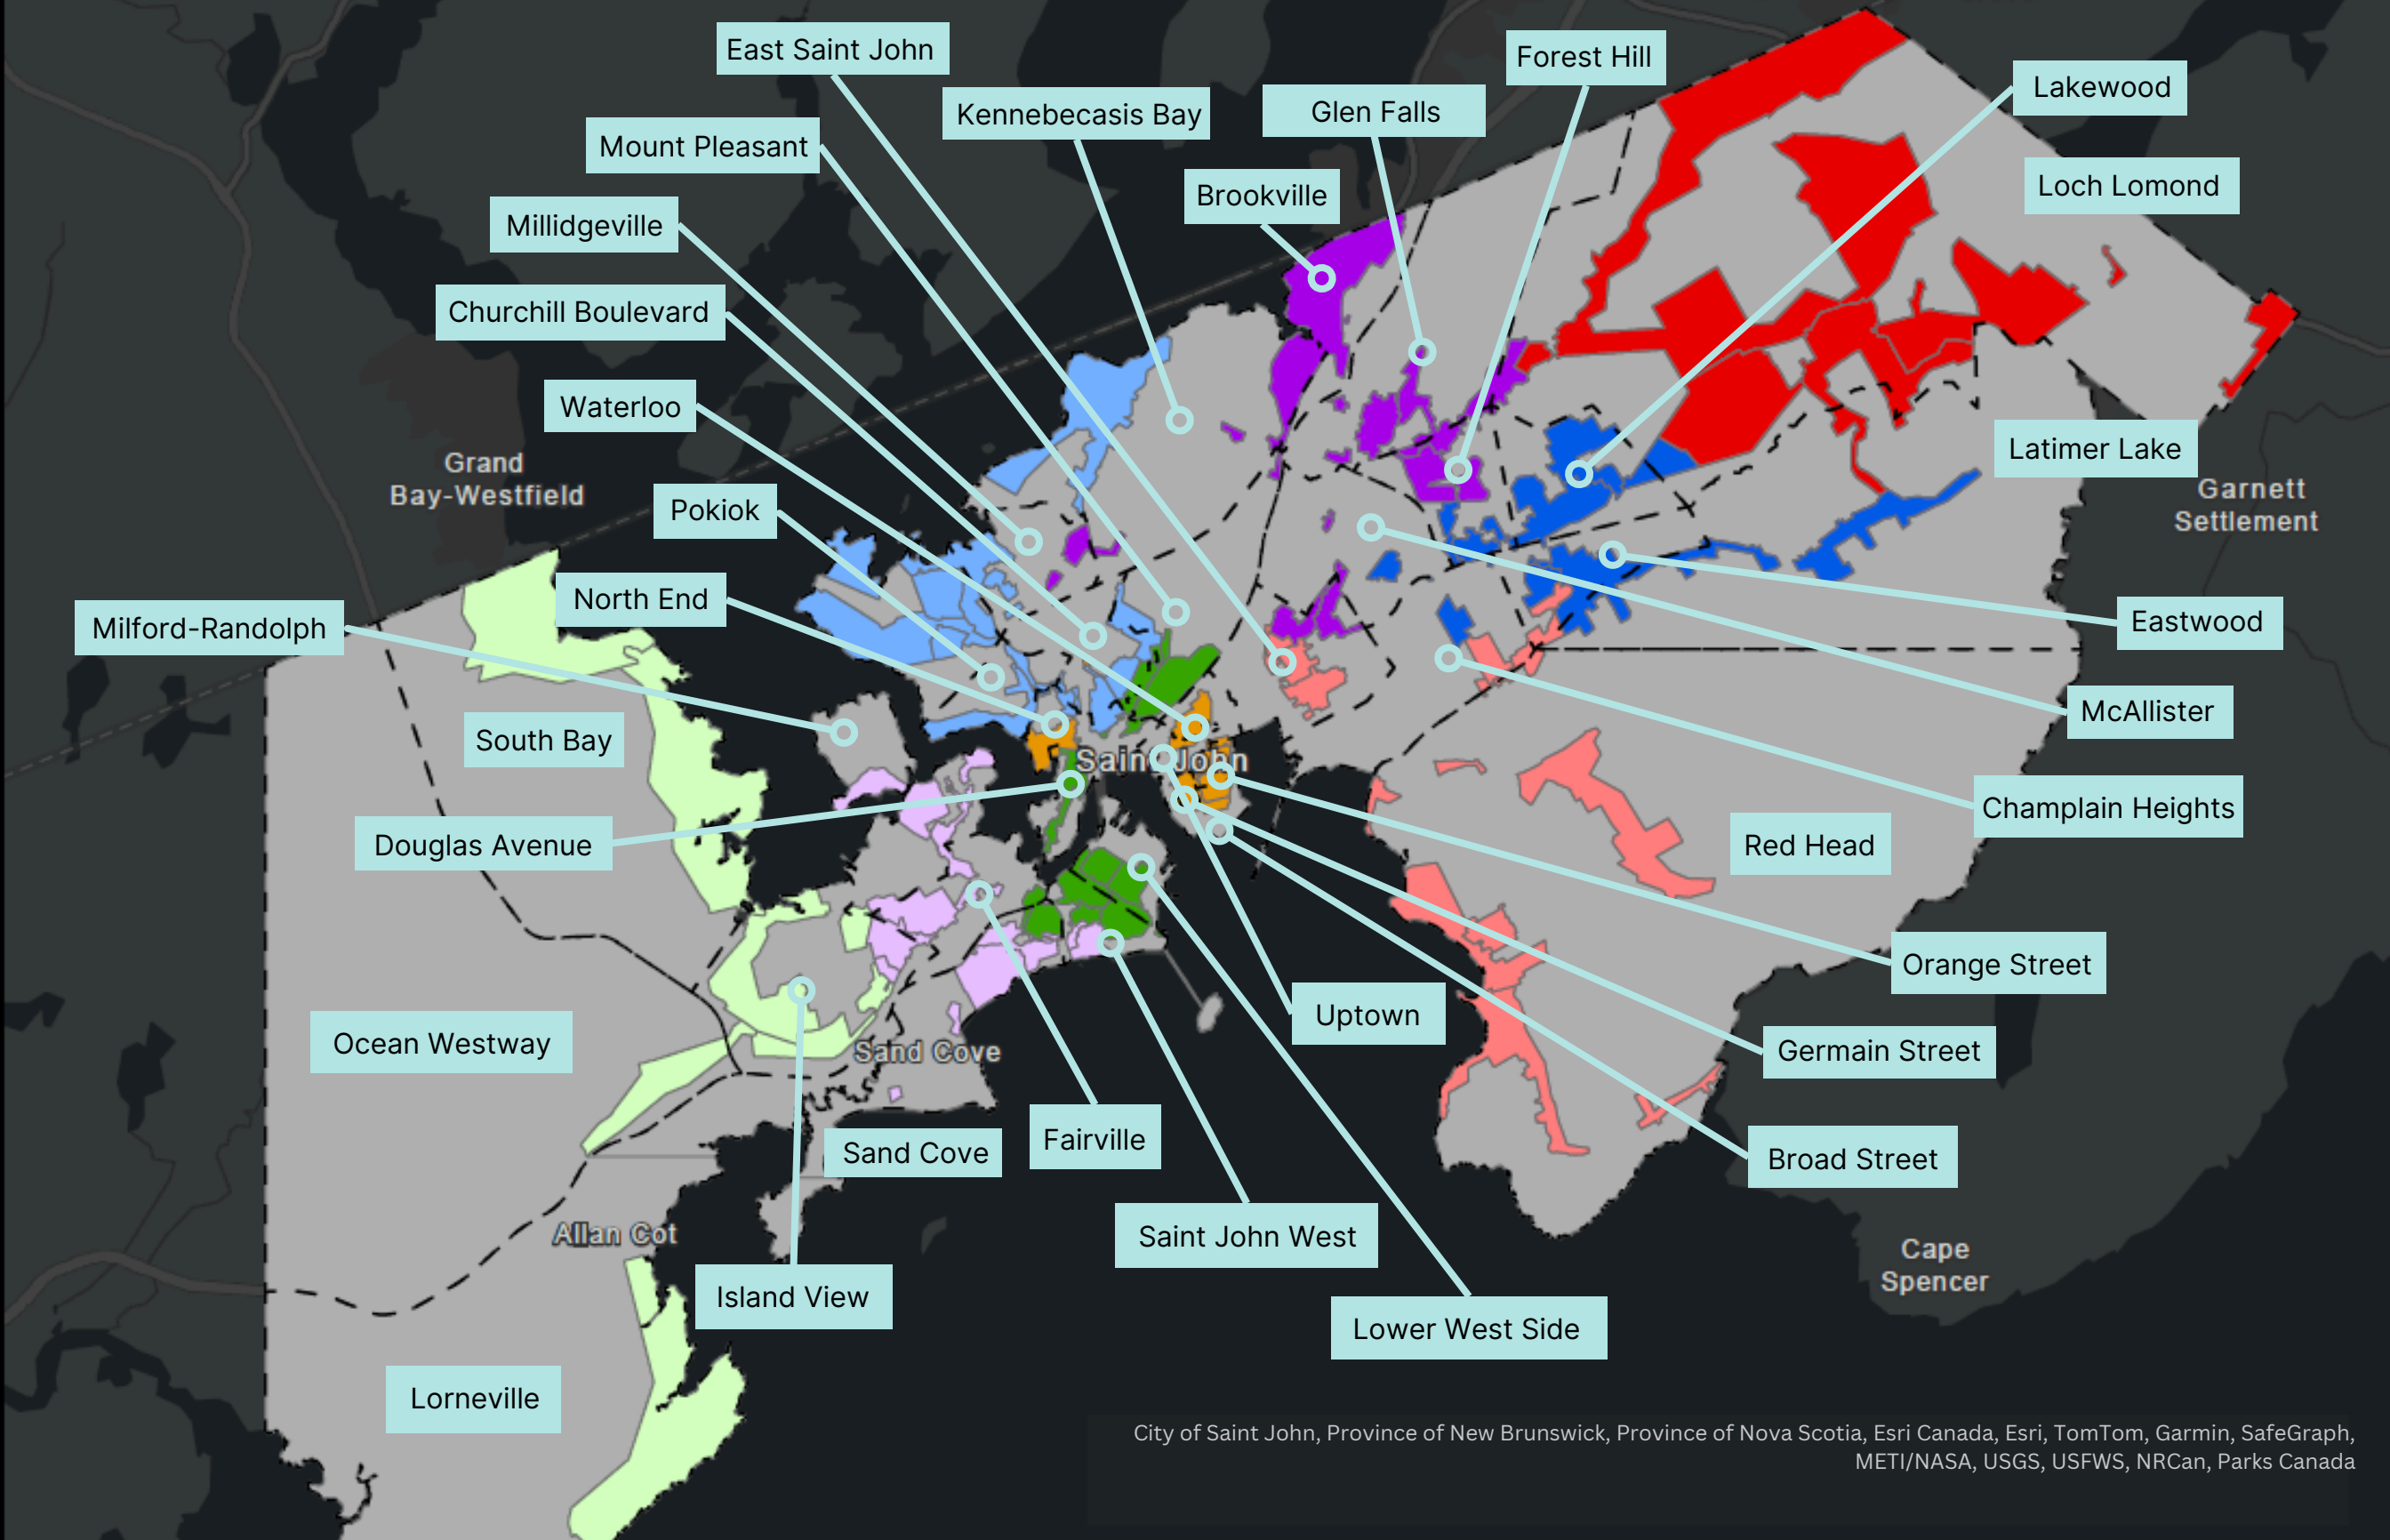 East Saint John
Forest Hill
Lakewood
Kennebecasis Bay
Glen Falls
Mount Pleasant
Brookville
Loch Lomond
Millidgeville
Churchill Boulevard
Waterloo
Latimer Lake
Grand
Bay-Westfield
Garnett
Settlement
Pokiok
North End
Milford-Randolph
Eastwood
McAllister
South Bay
Saint John
Champlain Heights
Douglas Avenue
Red Head
Orange Street
Uptown
Ocean Westway
Sand Cove
Germain Street
Fairville
Sand Cove
Broad Street
Allan Cot
Saint John West
Cape
Spencer
Island View
Lower West Side
Lorneville
City of Saint John, Province of New Brunswick, Province of Nova Scotia, Esri Canada, Esri, TomTom, Garmin, SafeGraph,
METI/NASA, USGS, USFWS, NRCan, Parks Canada